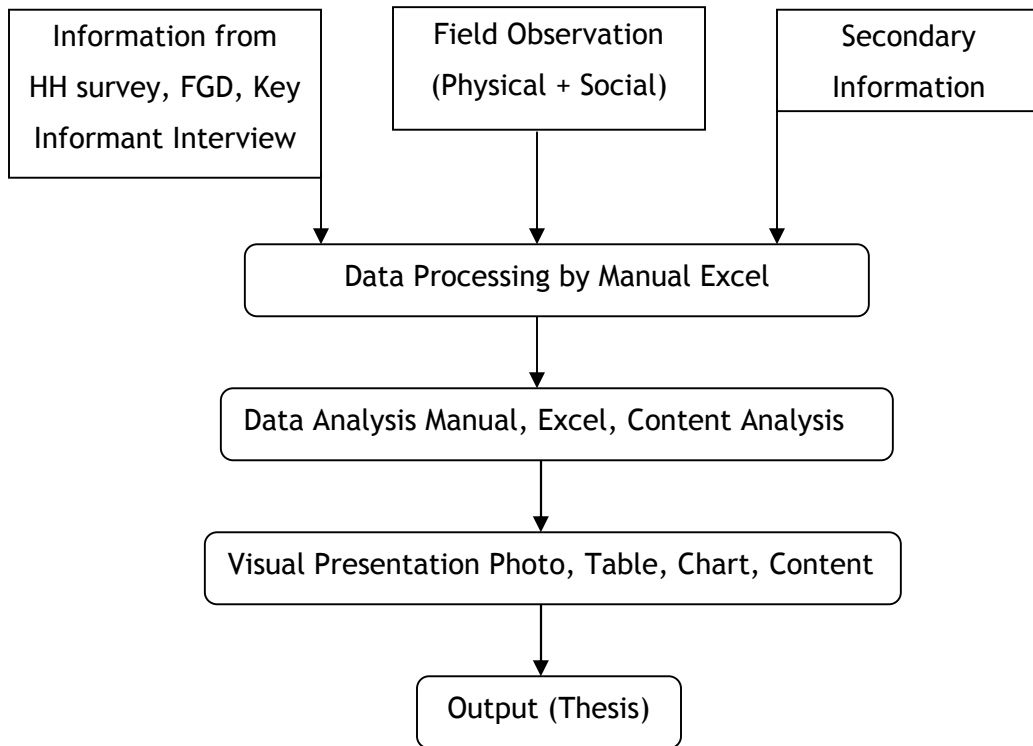 Information from
HH survey, FGD, Key
Informant Interview
Field Observation
(Physical + Social)
Secondary
Information
Data Processing by Manual Excel
Data Analysis Manual, Excel, Content Analysis
Visual Presentation Photo, Table, Chart, Content
Output (Thesis)